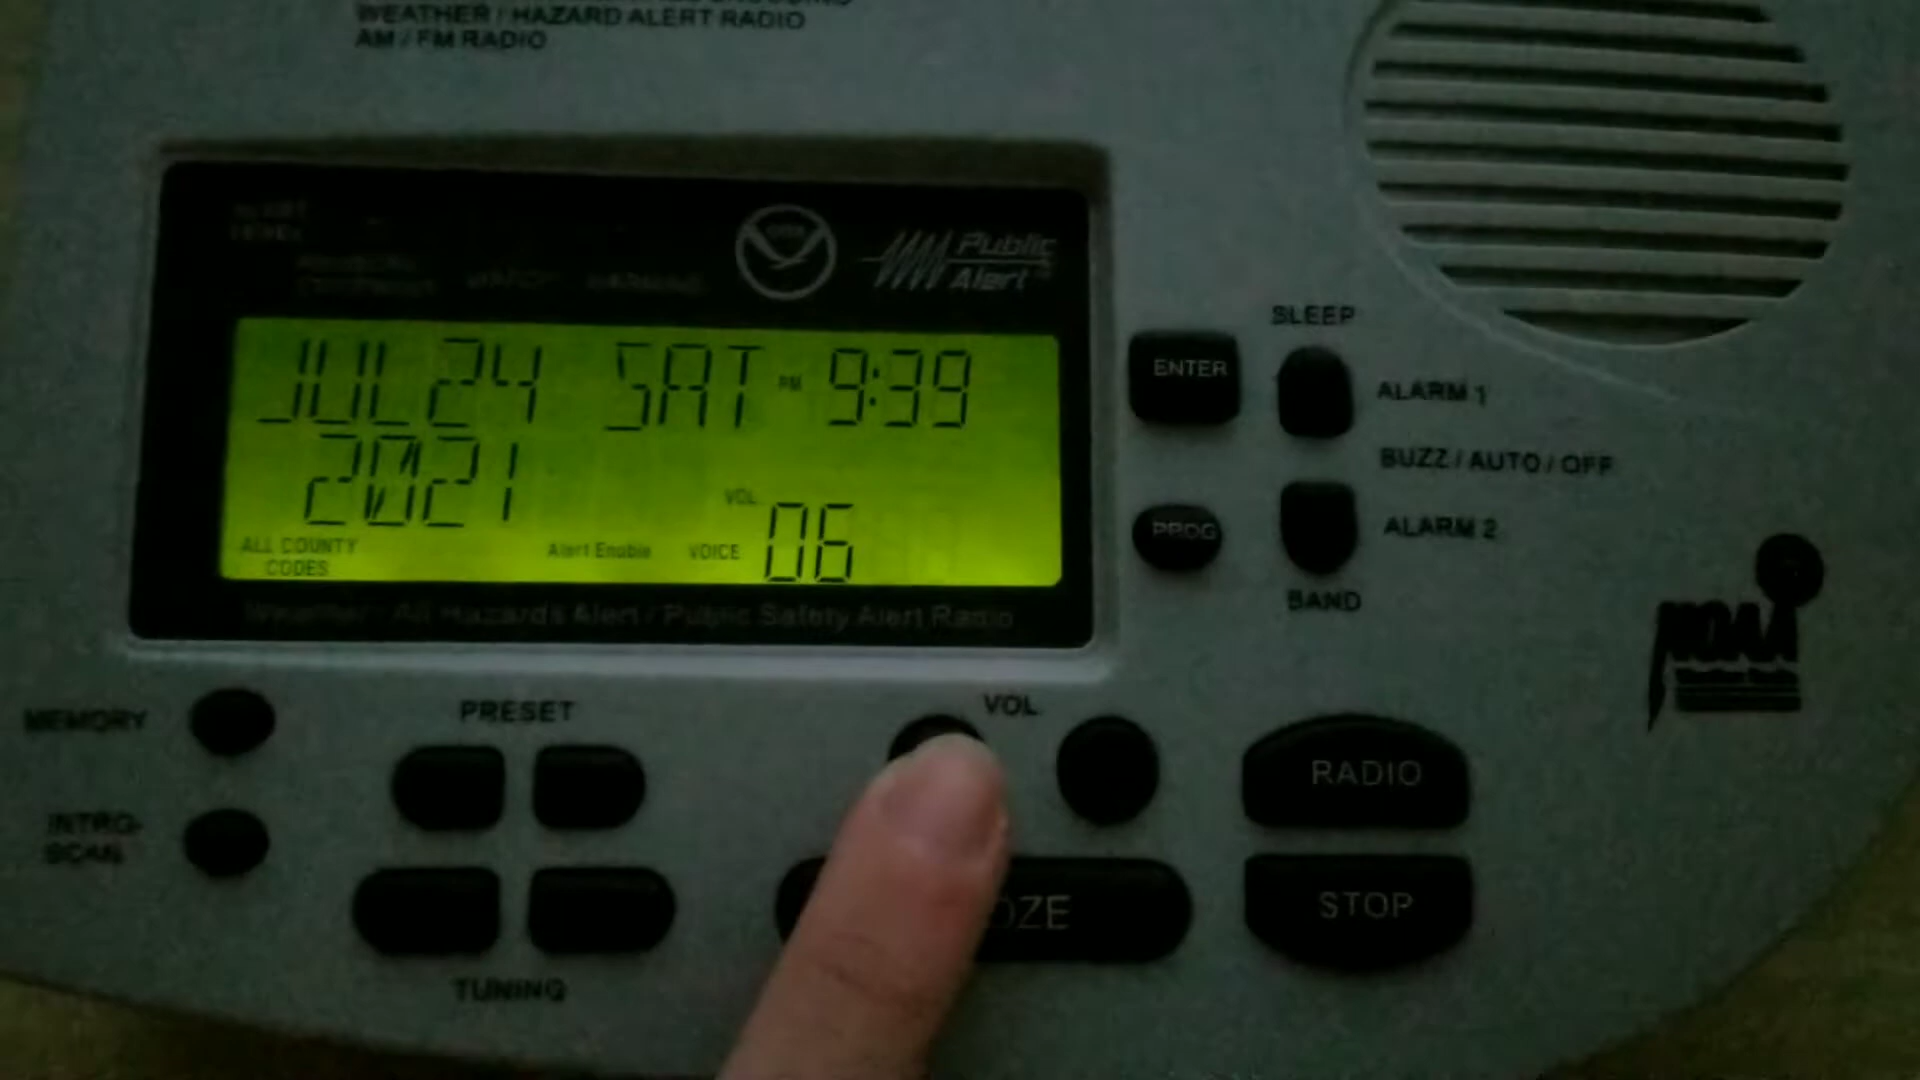 WEATHER / HAZARD ALERT RADIO
AM / FM RADIO
Public
Alert™
JUL 24 SAT PM 9:39
2021
VOL
06
ALL COUNTY
CODES
Alert Enable
VOICE
Weather / All Hazards Alert / Public Safety Alert Radio
ENTER
SLEEP
ALARM 1
BUZZ / AUTO / OFF
PROG
ALARM 2
BAND
NOAA
MEMORY
PRESET
VOL
RADIO
INTRO-
SCAN
OZE
STOP
TUNING